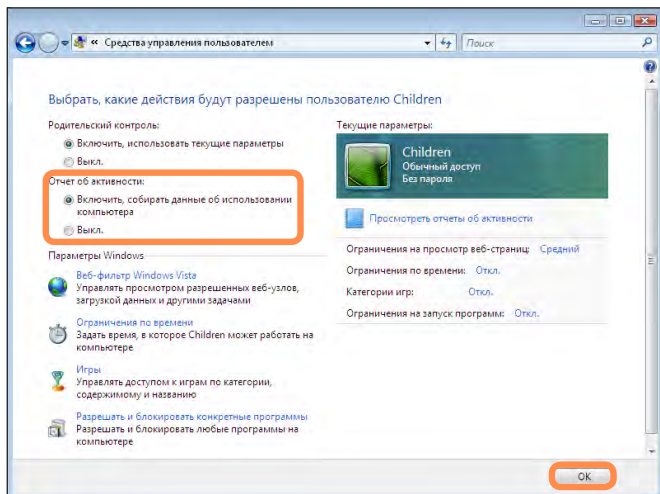 « Средства управления пользователем
Поиск
Выбрать, какие действия будут разрешены пользователю Children
Родительский контроль:
Включить, использовать текущие параметры
Выкл.
Отчет об активности:
Включить, собирать данные об использовании
компьютера
Выкл.
Параметры Windows
Веб-фильтр Windows Vista
Управлять просмотром разрешенных веб-узлов,
загрузкой данных и другими задачами
Ограничения по времени
Задать время, в которое Children может работать на
компьютере
Игры
Управлять доступом к играм по категории,
содержимому и названию
Разрешать и блокировать конкретные программы
Разрешать и блокировать любые программы на
компьютере
Текущие параметры:
Children
Обычный доступ
Без пароля
Просмотреть отчеты об активности
Ограничения на просмотр веб-страниц: Средний
Ограничения по времени: Откл.
Категории игр: Откл.
Ограничения на запуск программ: Откл.
OK